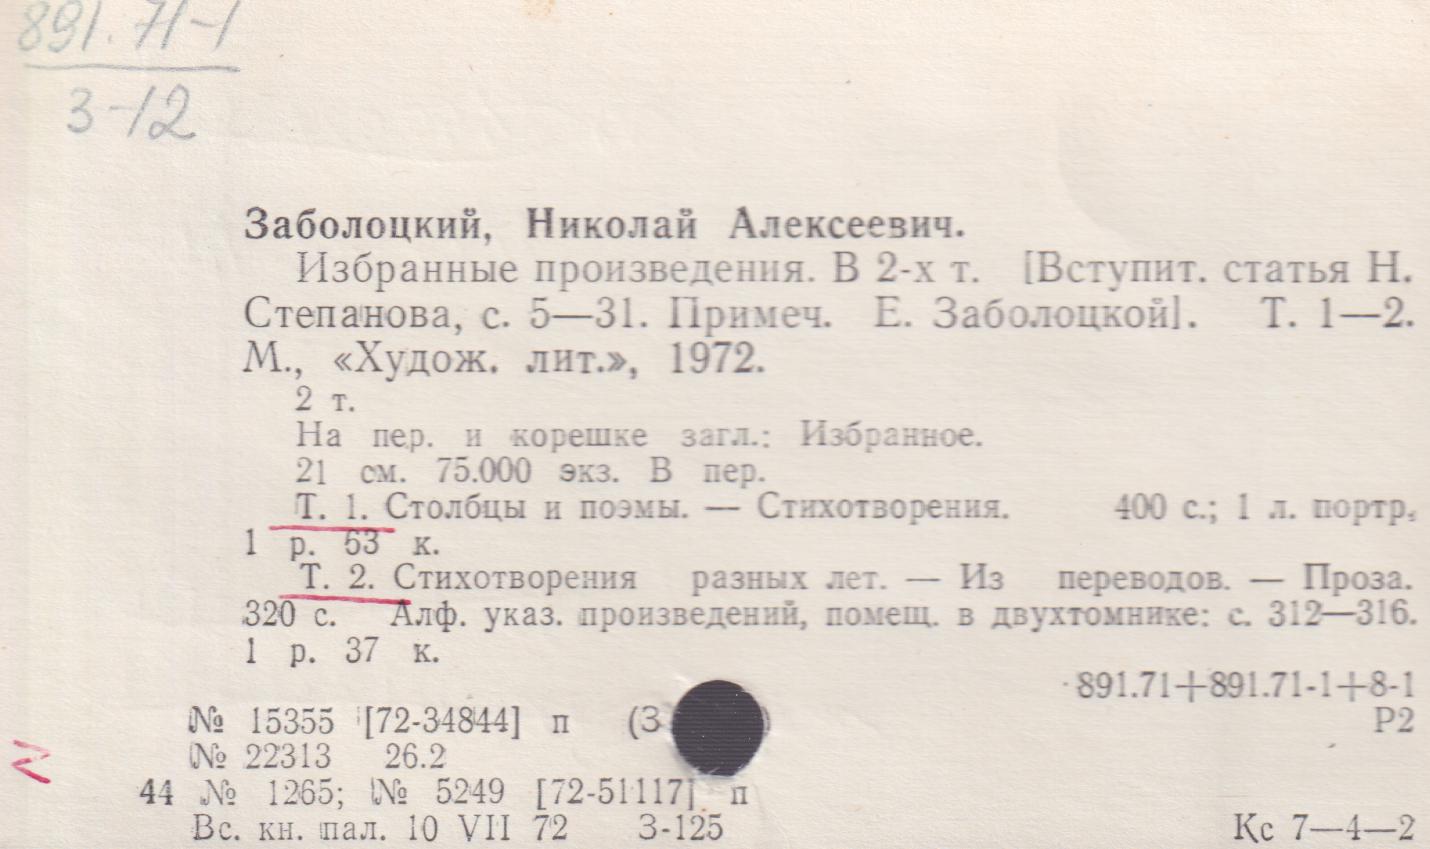 891.71-1
З-12
Заболоцкий, Николай Алексеевич.
Избранные произведения. В 2-х т. [Вступит. статья Н.
Степанова, с. 5—31. Примеч. Е. Заболоцкой]. Т. 1—2.
М., «Худож. лит.», 1972.
2 т.
На пер. и корешке загл.: Избранное.
21 см. 75.000 экз. В пер.
Т. 1. Столбцы и поэмы. — Стихотворения. 400 с.; 1 л. портр.
1 р. 63 к.
Т. 2. Стихотворения разных лет. — Из переводов. — Проза.
320 с. Алф. указ. произведений, помещ. в двухтомнике: с. 312—316.
1 р. 37 к.
891.71+891.71-1+8-1
№ 15355 [72-34844] п (З ) Р2
№ 22313 26.2
44 № 1265; № 5249 [72-51117] п
Вс. кн. пал. 10 VII 72 З-125 Кс 7—4—2